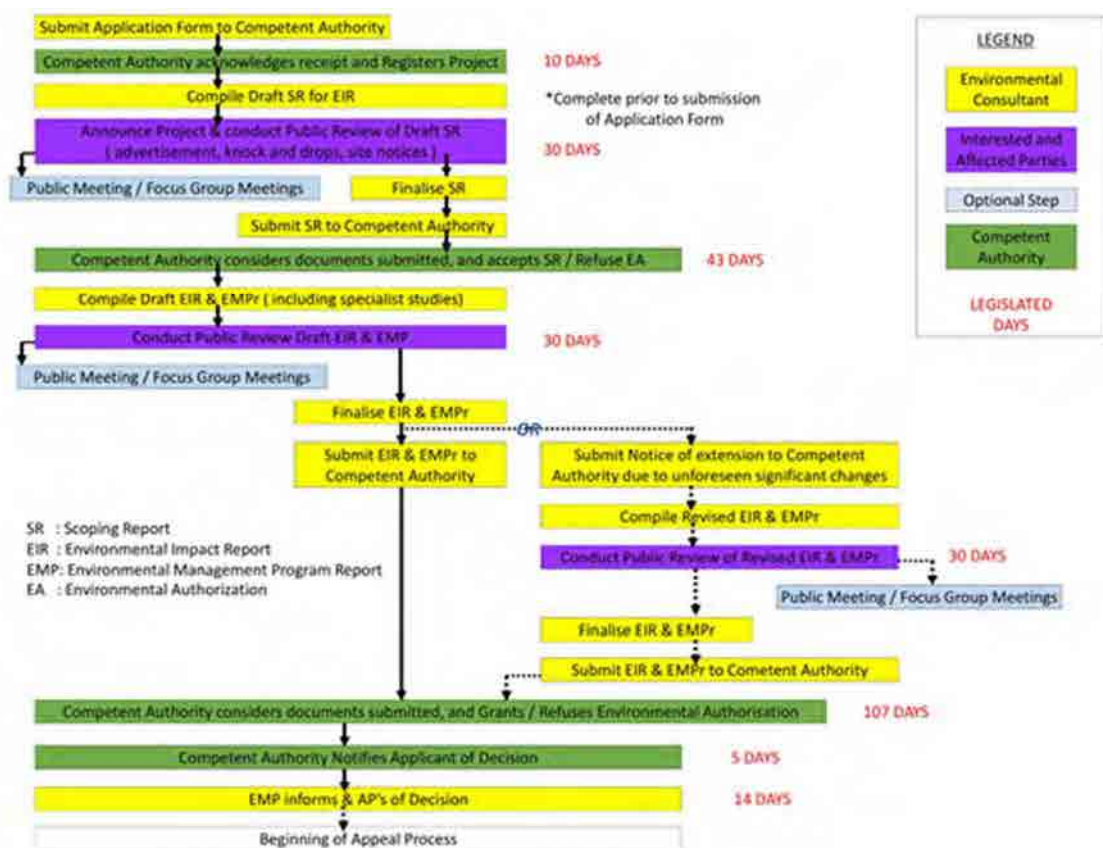 Submit Application Form to Competent Authority
Competent Authority acknowledges receipt and Registers Project
10 DAYS
Compile Draft SR for EIR
*Complete prior to submission
of Application Form
Announce Project & conduct Public Review of Draft SR
( advertisement, knock and drops, site notices )
30 DAYS
Public Meeting / Focus Group Meetings
Finalise SR
Submit SR to Competent Authority
Competent Authority considers documents submitted, and accepts SR / Refuse EA
43 DAYS
Compile Draft EIR & EMPr ( including specialist studies)
Conduct Public Review Draft EIR & EMP
30 DAYS
Public Meeting / Focus Group Meetings
Finalise EIR & EMPr
OR
Submit EIR & EMPr to
Competent Authority
Submit Notice of extension to Competent
Authority due to unforeseen significant changes
Compile Revised EIR & EMPr
Conduct Public Review of Revised EIR & EMPr
30 DAYS
Public Meeting / Focus Group Meetings
Finalise EIR & EMPr
Submit EIR & EMPr to Cometent Authority
SR : Scoping Report
EIR : Environmental Impact Report
EMP: Environmental Management Program Report
EA : Environmental Authorization
Competent Authority considers documents submitted, and Grants / Refuses Environmental Authorisation
107 DAYS
Competent Authority Notifies Applicant of Decision
5 DAYS
EMP informs & AP's of Decision
14 DAYS
Beginning of Appeal Process
LEGEND
Environmental
Consultant
Interested and
Affected Parties
Optional Step
Competent
Authority
LEGISLATED
DAYS